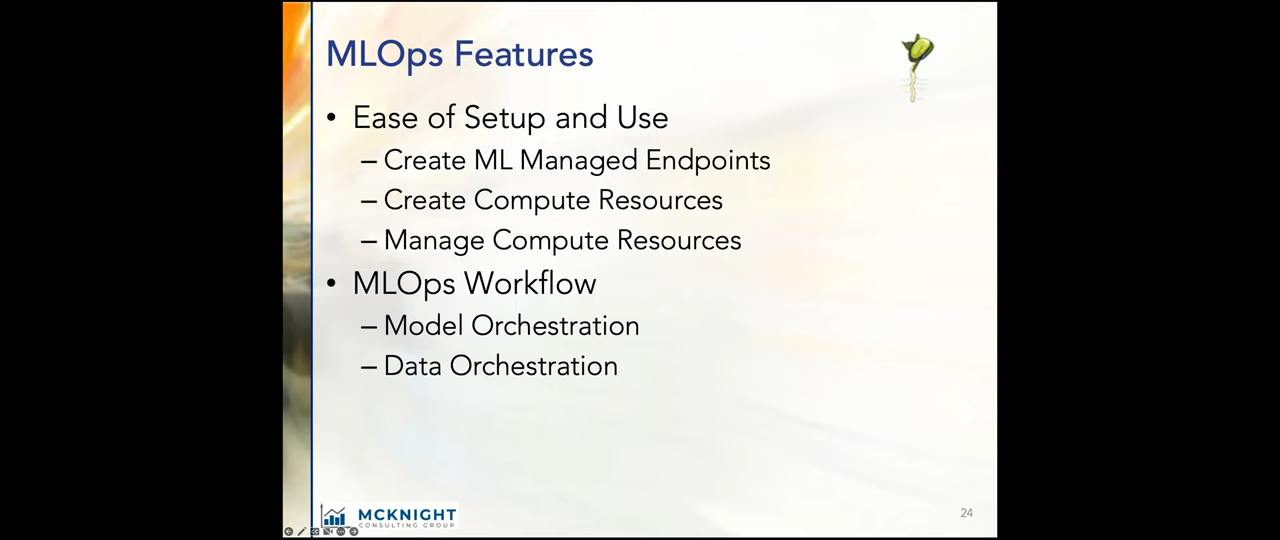 MLOps Features
• Ease of Setup and Use
– Create ML Managed Endpoints
– Create Compute Resources
– Manage Compute Resources
• MLOps Workflow
– Model Orchestration
– Data Orchestration
MCKNIGHT
CONSULTING GROUP
24